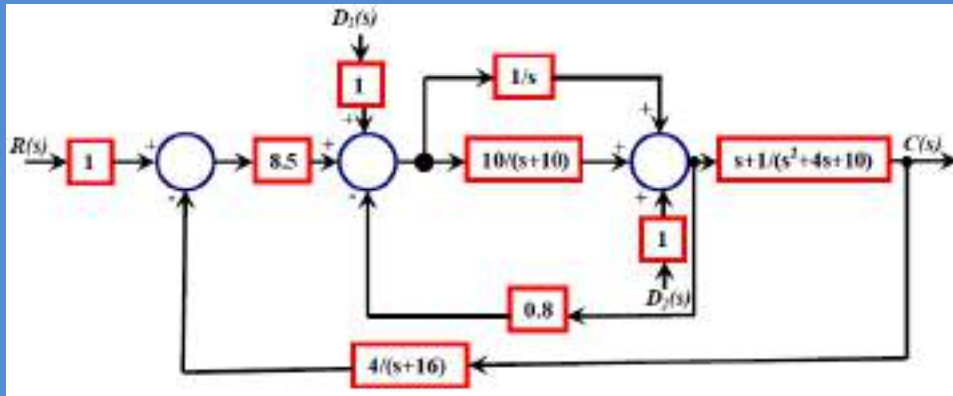 D₁(s)
1
1/s
R(s)
1
+
-
8.5
+
+
-
10/(s+10)
+
+
+
s+1/(s²+4s+10)
C(s)
1
D₂(s)
0.8
4/(s+16)